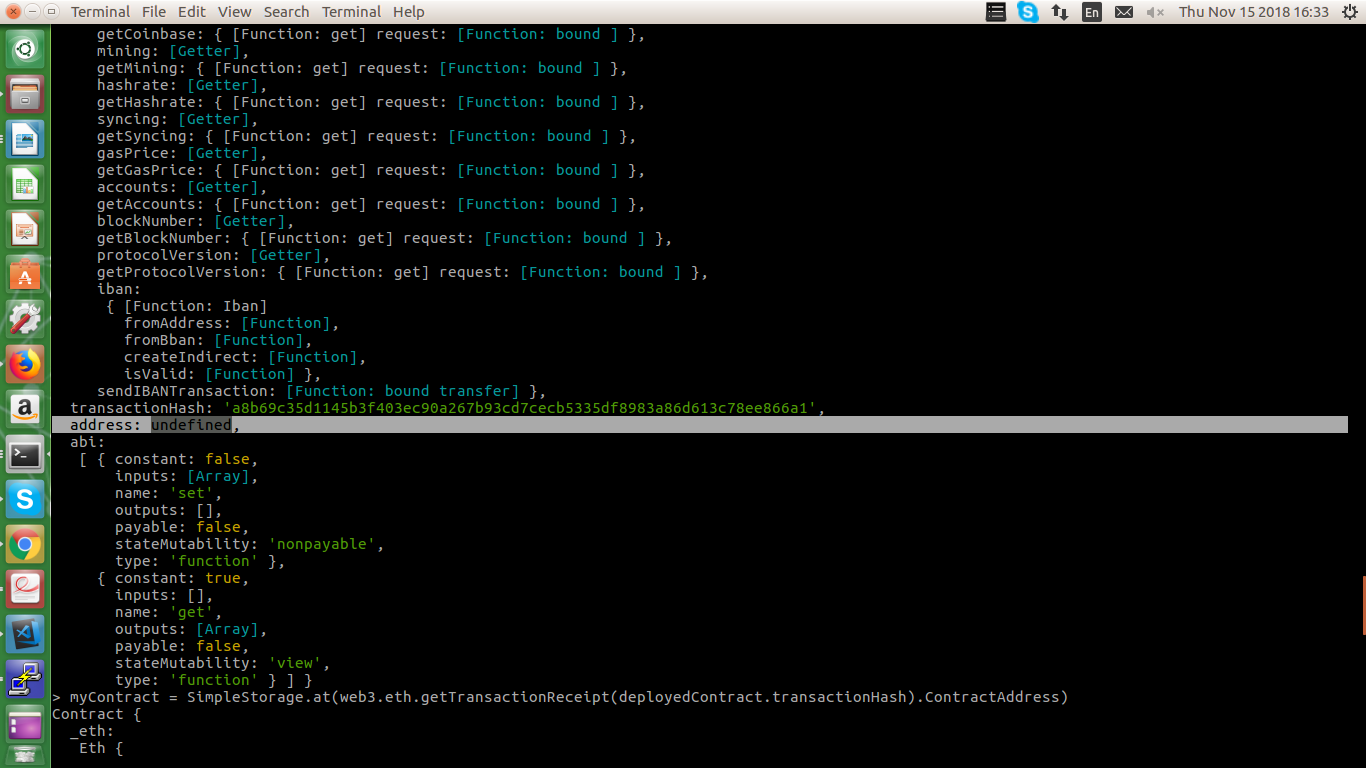 Terminal File Edit View Search Terminal Help En Thu Nov 15 2018 16:33
getCoinbase: { [Function: get] request: [Function: bound ] },
mining: [Getter],
getMining: { [Function: get] request: [Function: bound ] },
hashrate: [Getter],
getHashrate: { [Function: get] request: [Function: bound ] },
syncing: [Getter],
getSyncing: { [Function: get] request: [Function: bound ] },
gasPrice: [Getter],
getGasPrice: { [Function: get] request: [Function: bound ] },
accounts: [Getter],
getAccounts: { [Function: get] request: [Function: bound ] },
blockNumber: [Getter],
getBlockNumber: { [Function: get] request: [Function: bound ] },
protocolVersion: [Getter],
getProtocolVersion: { [Function: get] request: [Function: bound ] },
iban:
{ [Function: Iban]
fromAddress: [Function],
fromBban: [Function],
createIndirect: [Function],
isValid: [Function] },
sendIBANTransaction: [Function: bound transfer] },
transactionHash: 'a8b69c35d1145b3f403ec90a267b93cd7cecb5335df8983a86d613c78ee866a1',
address: undefined,
abi:
[ { constant: false,
inputs: [Array],
name: 'set',
outputs: [],
payable: false,
stateMutability: 'nonpayable',
type: 'function' },
{ constant: true,
inputs: [],
name: 'get',
outputs: [Array],
payable: false,
stateMutability: 'view',
type: 'function' } ] }
> myContract = SimpleStorage.at(web3.eth.getTransactionReceipt(deployedContract.transactionHash).ContractAddress)
Contract {
_eth:
Eth {